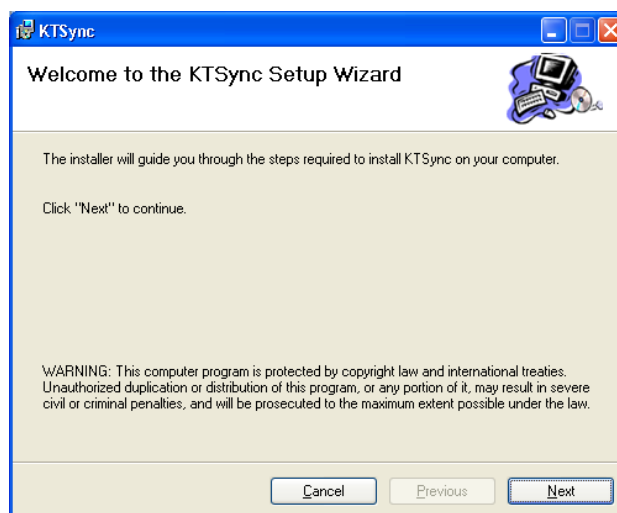 KTSync
Welcome to the KTSync Setup Wizard
The installer will guide you through the steps required to install KTSync on your computer.
Click "Next" to continue.
WARNING: This computer program is protected by copyright law and international treaties.
Unauthorized duplication or distribution of this program, or any portion of it, may result in severe
civil or criminal penalties, and will be prosecuted to the maximum extent possible under the law.
Cancel Previous Next